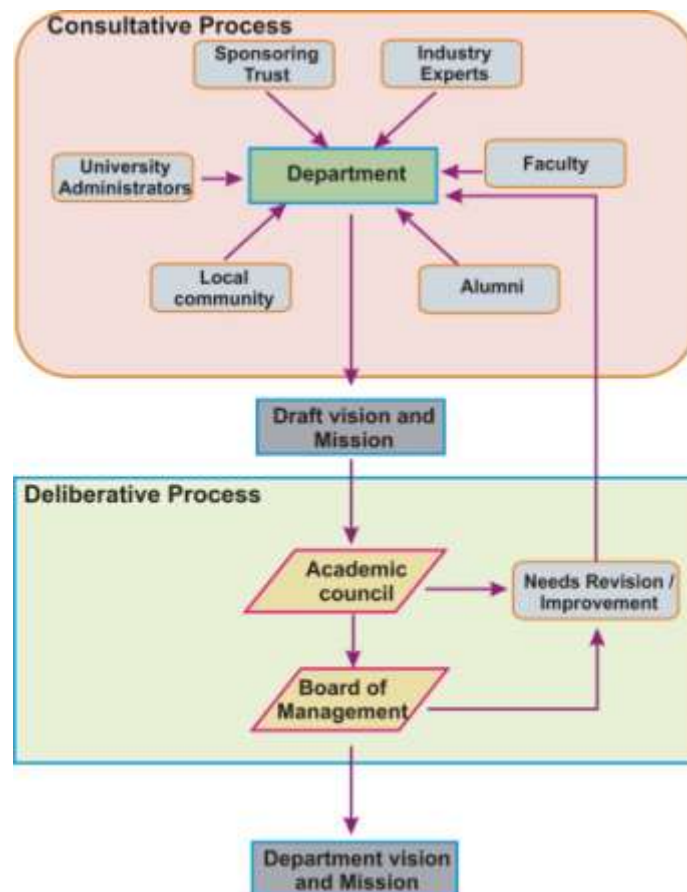 Consultative Process
Sponsoring
Trust
Industry
Experts
University
Administrators
Department
Faculty
Local
community
Alumni
Draft vision and
Mission
Deliberative Process
Academic
council
Needs Revision /
Improvement
Board of
Management
Department vision
and Mission